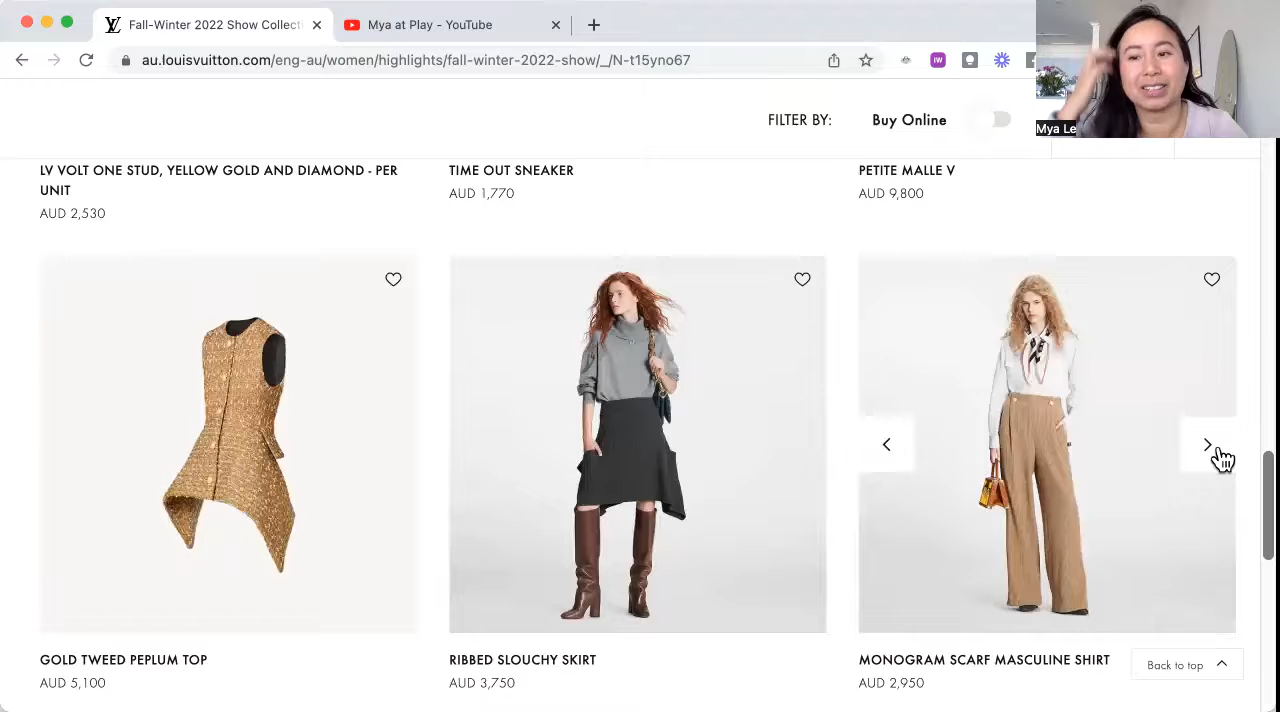 Fall-Winter 2022 Show Collecti
Mya at Play - YouTube
au.louisvuitton.com/eng-au/women/highlights/fall-winter-2022-show/_/N-t15yno67
IW
Mya Le
FILTER BY:
Buy Online
LV VOLT ONE STUD, YELLOW GOLD AND DIAMOND - PER
UNIT
AUD 2,530
TIME OUT SNEAKER
AUD 1,770
PETITE MALLE V
AUD 9,800
GOLD TWEED PEPLUM TOP
AUD 5,100
RIBBED SLOUCHY SKIRT
AUD 3,750
MONOGRAM SCARF MASCULINE SHIRT
AUD 2,950
Back to top